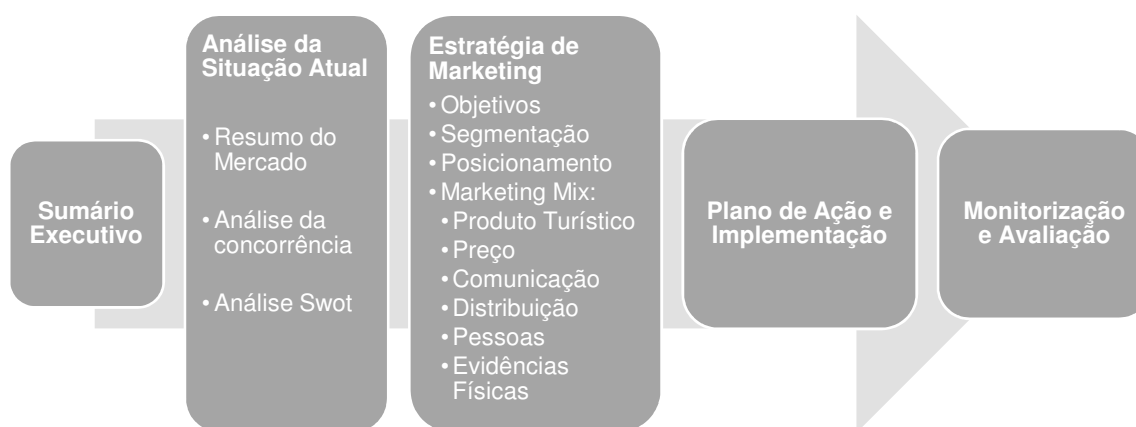 Sumário
Executivo
Análise da
Situação Atual
• Resumo do
Mercado
• Análise da
concorrência
• Análise Swot
Estratégia de
Marketing
• Objetivos
• Segmentação
• Posicionamento
• Marketing Mix:
• Produto Turístico
• Preço
• Comunicação
• Distribuição
• Pessoas
• Evidências
Físicas
Plano de Ação e
Implementação
Monitorização
e Avaliação